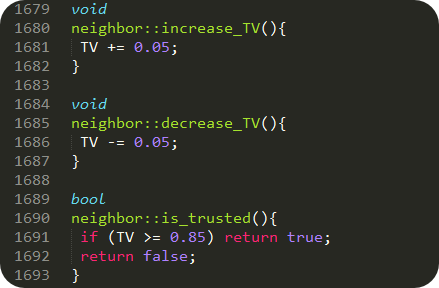 1679 void
1680 neighbor::increase_TV(){
1681  TV += 0.05;
1682 }
1683
1684 void
1685 neighbor::decrease_TV(){
1686  TV -= 0.05;
1687 }
1688
1689 bool
1690 neighbor::is_trusted(){
1691  if (TV >= 0.85) return true;
1692  return false;
1693 }